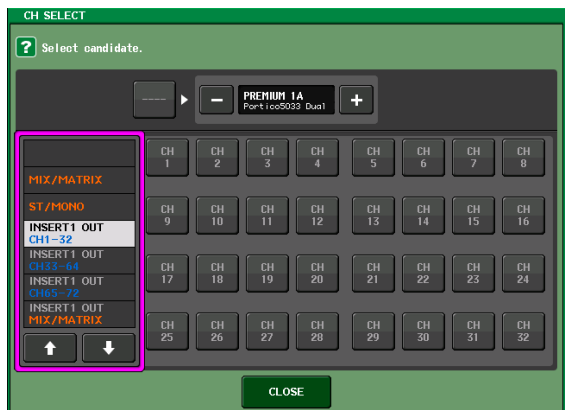 CH SELECT
? Select candidate.
----
PREMIUM 1A
Portico5033 Dual
MIX/MATRIX
ST/MONO
INSERT1 OUT
CH1-32
INSERT1 OUT
CH33-64
INSERT1 OUT
CH65-72
INSERT1 OUT
MIX/MATRIX
CH 1
CH 2
CH 3
CH 4
CH 5
CH 6
CH 7
CH 8
CH 9
CH 10
CH 11
CH 12
CH 13
CH 14
CH 15
CH 16
CH 17
CH 18
CH 19
CH 20
CH 21
CH 22
CH 23
CH 24
CH 25
CH 26
CH 27
CH 28
CH 29
CH 30
CH 31
CH 32
CLOSE